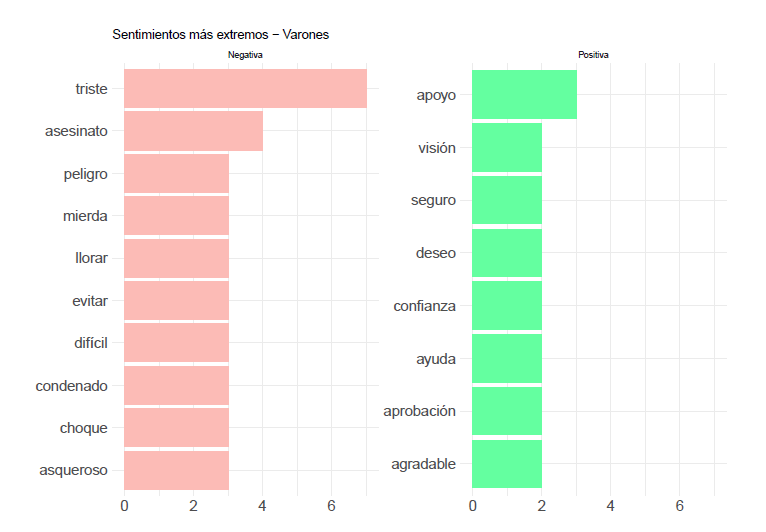 Sentimientos más extremos − Varones
Negativa
triste
asesinato
peligro
mierda
llorar
evitar
difícil
condenado
choque
asqueroso
0 2 4 6
Positiva
apoyo
visión
seguro
deseo
confianza
ayuda
aprobación
agradable
0 2 4 6